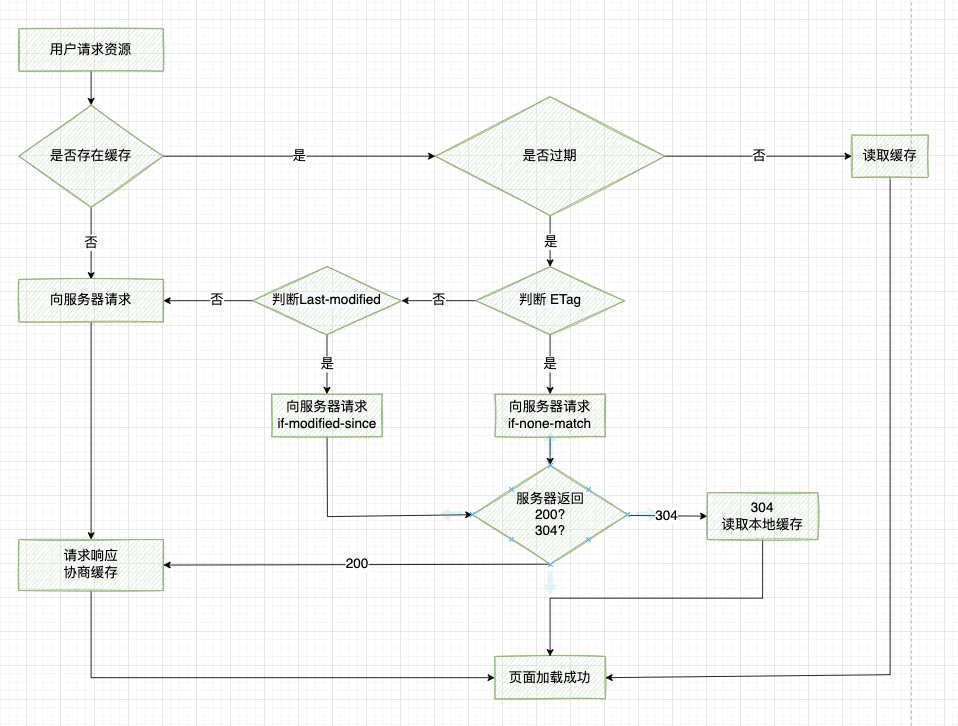 用户请求资源
是否存在缓存
是
是否过期
否
读取缓存
否
是
向服务器请求
否
判断Last-modified
否
判断 ETag
是
是
向服务器请求
if-modified-since
向服务器请求
if-none-match
服务器返回
200?
304?
304
304
读取本地缓存
请求响应
协商缓存
200
页面加载成功